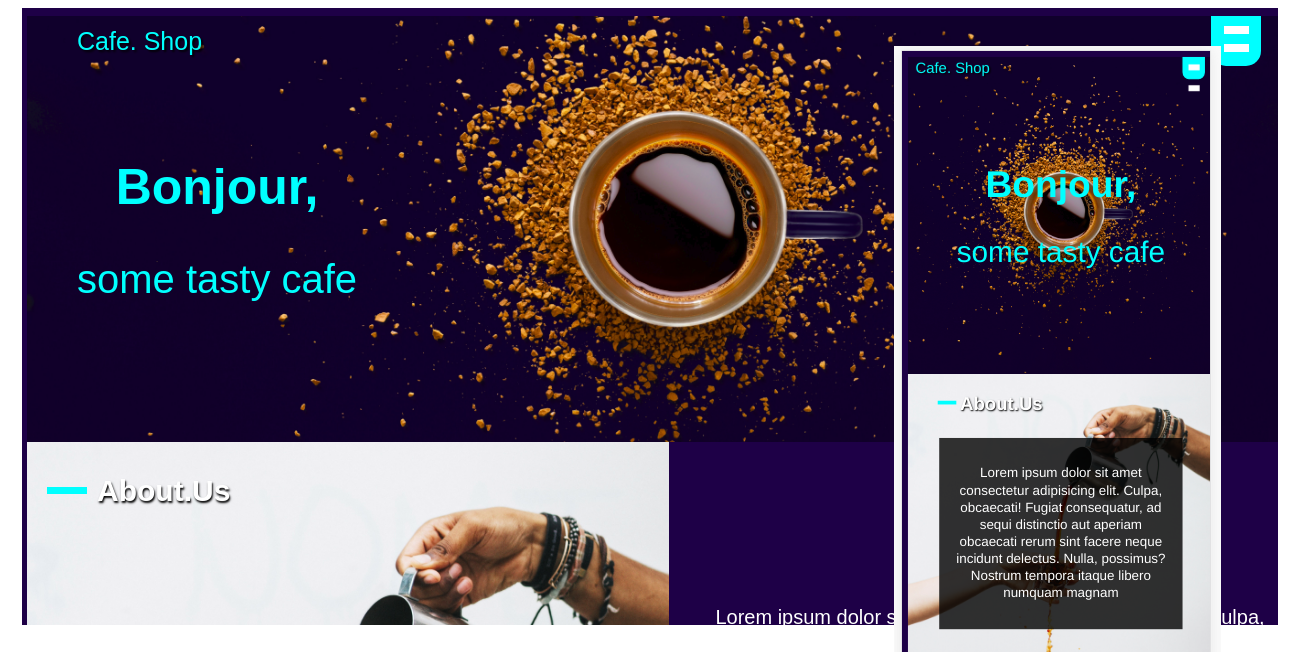 Cafe. Shop
Bonjour,
some tasty cafe
About.Us
Lorem ipsum dolor
ulpa,
Cafe. Shop
Bonjour,
some tasty cafe
About.Us
Lorem ipsum dolor sit amet
consectetur adipisicing elit. Culpa,
obcaecati! Fugiat consequatur, ad
sequi distinctio aut aperiam
obcaecati rerum sint facere neque
incidunt delectus. Nulla, possimus?
Nostrum tempora itaque libero
numquam magnam